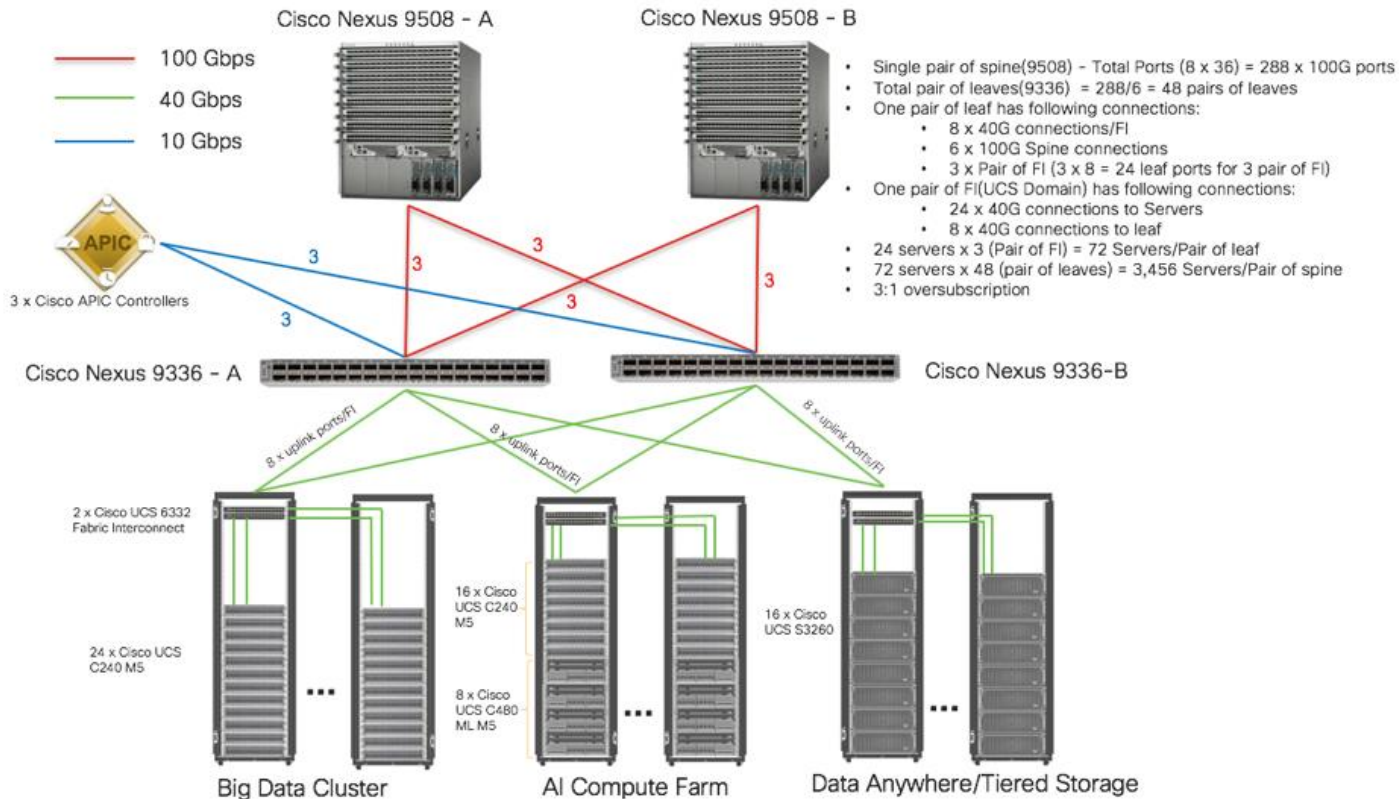 Cisco Nexus 9508 - A
Cisco Nexus 9508 - B
100 Gbps
40 Gbps
10 Gbps
• Single pair of spine(9508) - Total Ports (8 x 36) = 288 x 100G ports
• Total pair of leaves(9336) = 288/6 = 48 pairs of leaves
• One pair of leaf has following connections:
• 8 x 40G connections/FI
• 6 x 100G Spine connections
• 3 x Pair of FI (3 x 8 = 24 leaf ports for 3 pair of FI)
• One pair of FI(UCS Domain) has following connections:
• 24 x 40G connections to Servers
• 8 x 40G connections to leaf
• 24 servers x 3 (Pair of FI) = 72 Servers/Pair of leaf
• 72 servers x 48 (pair of leaves) = 3,456 Servers/Pair of spine
• 3:1 oversubscription
APIC
3 x Cisco APIC Controllers
3
3
3
3
3
3
Cisco Nexus 9336 - A
Cisco Nexus 9336-B
8 x uplink ports/FI
8 x uplink ports/FI
8 x uplink ports/FI
2 x Cisco UCS 6332
Fabric Interconnect
24 x Cisco UCS
C240 M5
16 x Cisco
UCS C240
M5
8 x Cisco
UCS C480
ML M5
16 x Cisco
UCS S3260
...
...
...
Big Data Cluster
AI Compute Farm
Data Anywhere/Tiered Storage